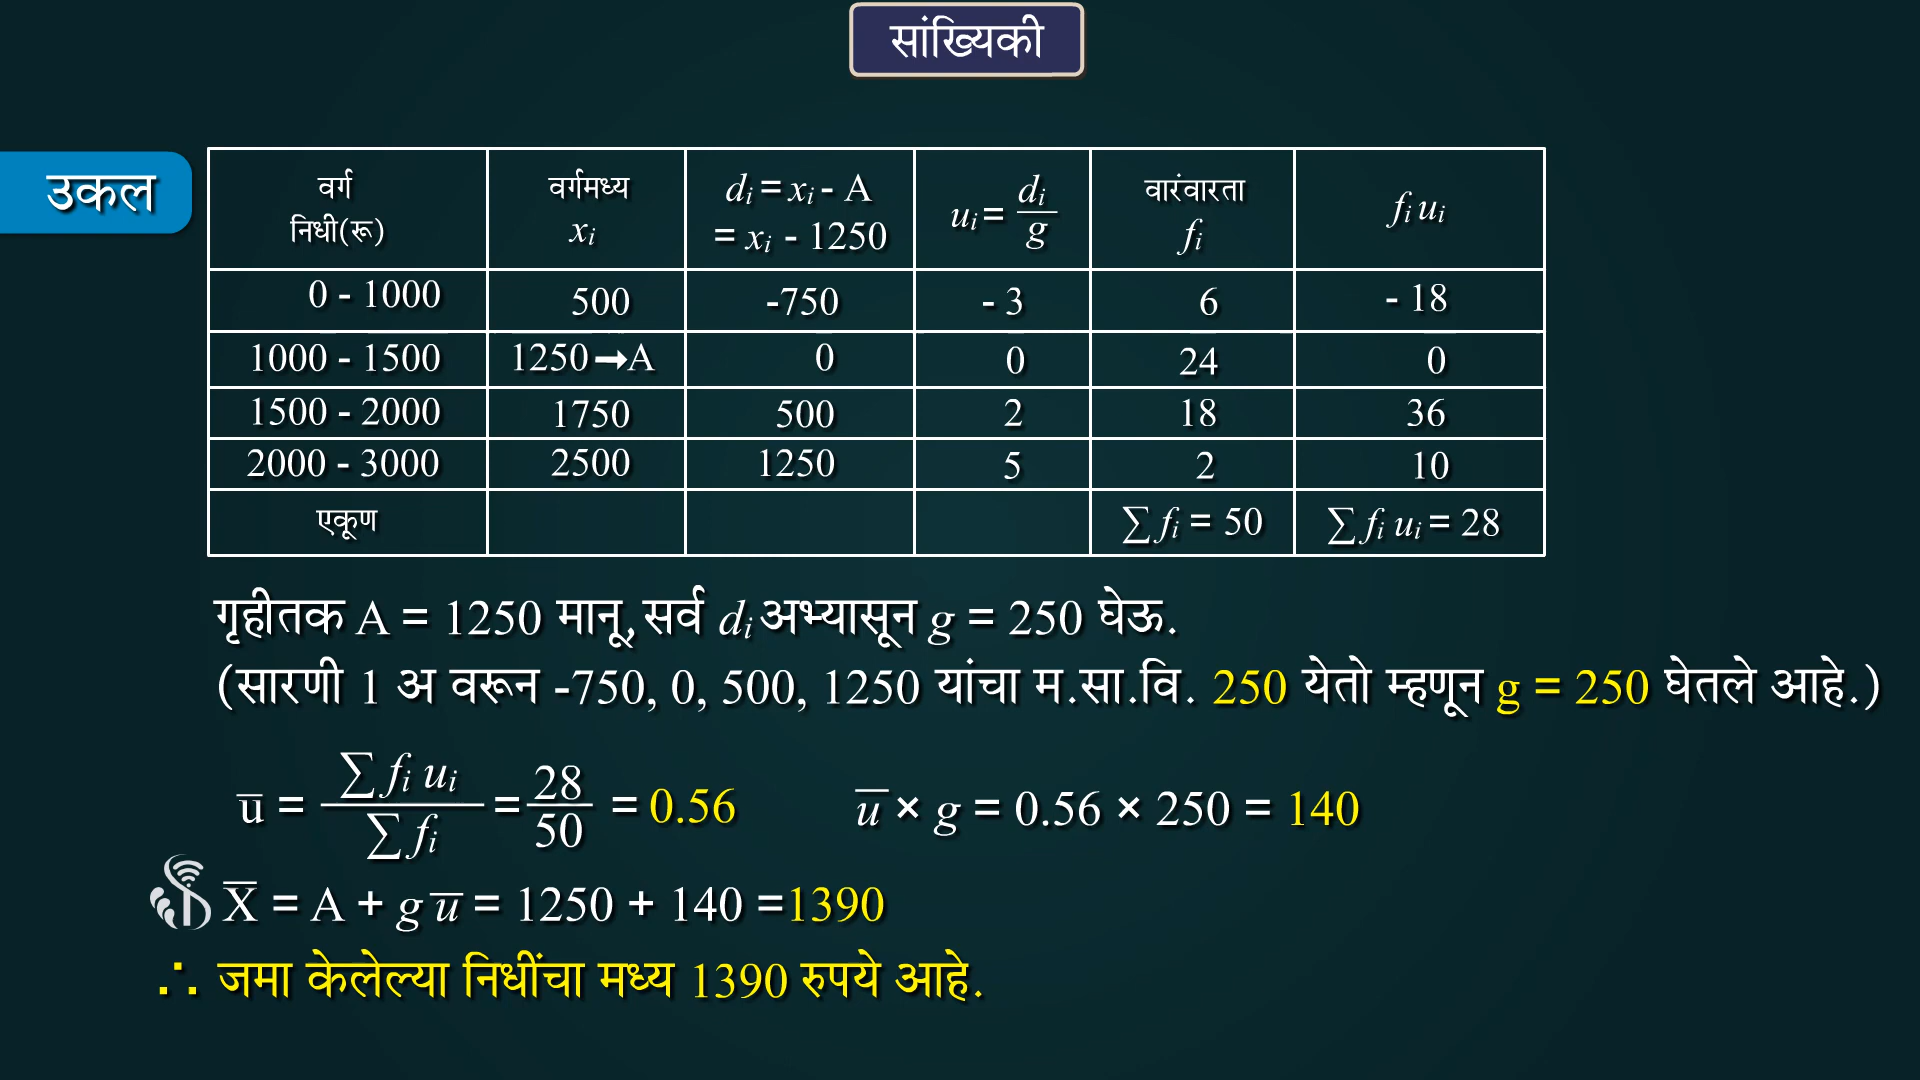 सांख्यिकी
उकल
वर्ग निधी(रू) | वर्गमध्य xᵢ | dᵢ = xᵢ - A = xᵢ - 1250 | uᵢ = dᵢ/g | वारंवारता fᵢ | fᵢ uᵢ
0 - 1000 | 500 | -750 | - 3 | 6 | - 18
1000 - 1500 | 1250 ➞A | 0 | 0 | 24 | 0
1500 - 2000 | 1750 | 500 | 2 | 18 | 36
2000 - 3000 | 2500 | 1250 | 5 | 2 | 10
एकूण | | | | ∑ fᵢ = 50 | ∑ fᵢ uᵢ = 28
गृहीतक A = 1250 मानू, सर्व dᵢ अभ्यासून g = 250 घेऊ.
(सारणी 1 अ वरून -750, 0, 500, 1250 यांचा म.सा.वि. 250 येतो म्हणून g = 250 घेतले आहे.)
u̅ = ∑ fᵢ uᵢ / ∑ fᵢ = 28/50 = 0.56 u̅ × g = 0.56 × 250 = 140
X̅ = A + g u̅ = 1250 + 140 =1390
∴ जमा केलेल्या निधींचा मध्य 1390 रुपये आहे.